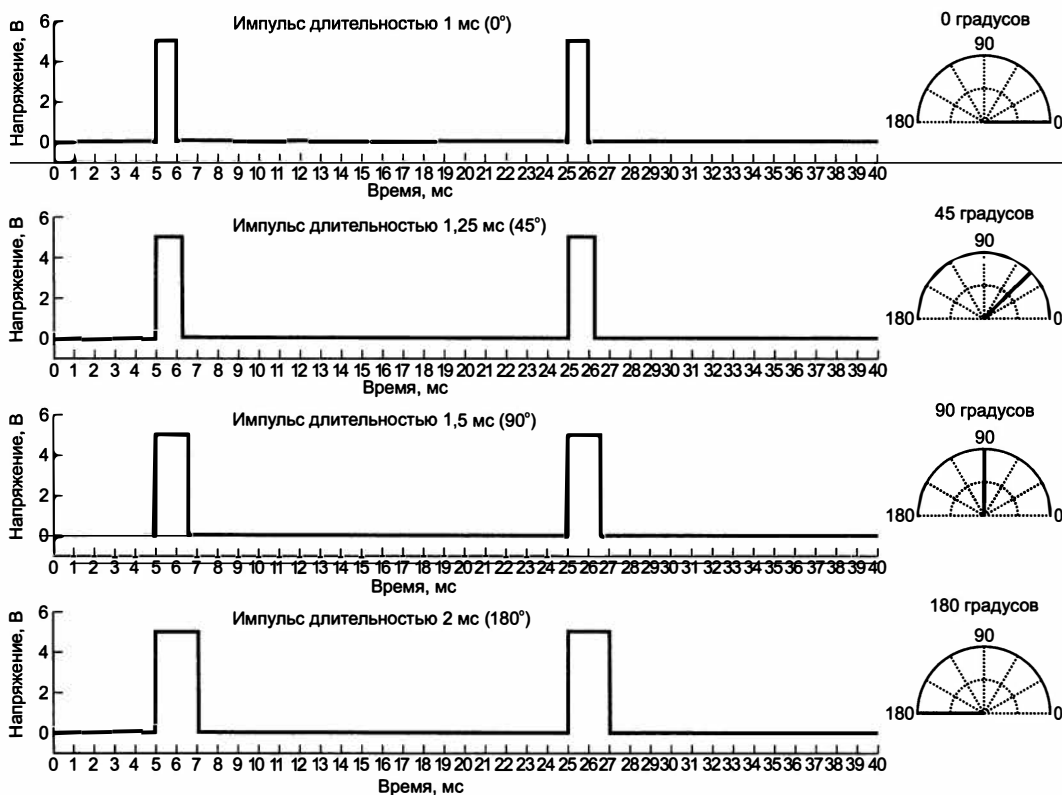 Импульс длительностью 1 мс (0°)
0 градусов
Напряжение, В
6
4
2
0
90
180 0
0 1 2 3 4 5 6 7 8 9 10 11 12 13 14 15 16 17 18 19 20 21 22 23 24 25 26 27 28 29 30 31 32 33 34 35 36 37 38 39 40
Время, мс
Импульс длительностью 1,25 мс (45°)
45 градусов
Напряжение, В
6
4
2
0
90
180 0
0 1 2 3 4 5 6 7 8 9 10 11 12 13 14 15 16 17 18 19 20 21 22 23 24 25 26 27 28 29 30 31 32 33 34 35 36 37 38 39 40
Время, мс
Импульс длительностью 1,5 мс (90°)
90 градусов
Напряжение, В
6
4
2
0
90
180 0
0 1 2 3 4 5 6 7 8 9 10 11 12 13 14 15 16 17 18 19 20 21 22 23 24 25 26 27 28 29 30 31 32 33 34 35 36 37 38 39 40
Время, мс
Импульс длительностью 2 мс (180°)
180 градусов
Напряжение, В
6
4
2
0
90
180 0
0 1 2 3 4 5 6 7 8 9 10 11 12 13 14 15 16 17 18 19 20 21 22 23 24 25 26 27 28 29 30 31 32 33 34 35 36 37 38 39 40
Время, мс